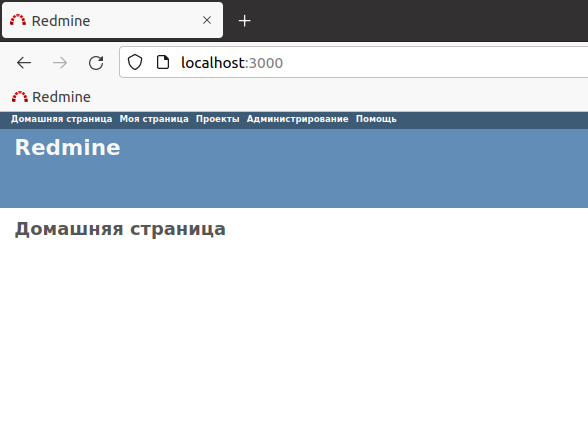 Redmine
localhost:3000
Redmine
Домашняя страница Моя страница Проекты Администрирование Помощь
Redmine
Домашняя страница